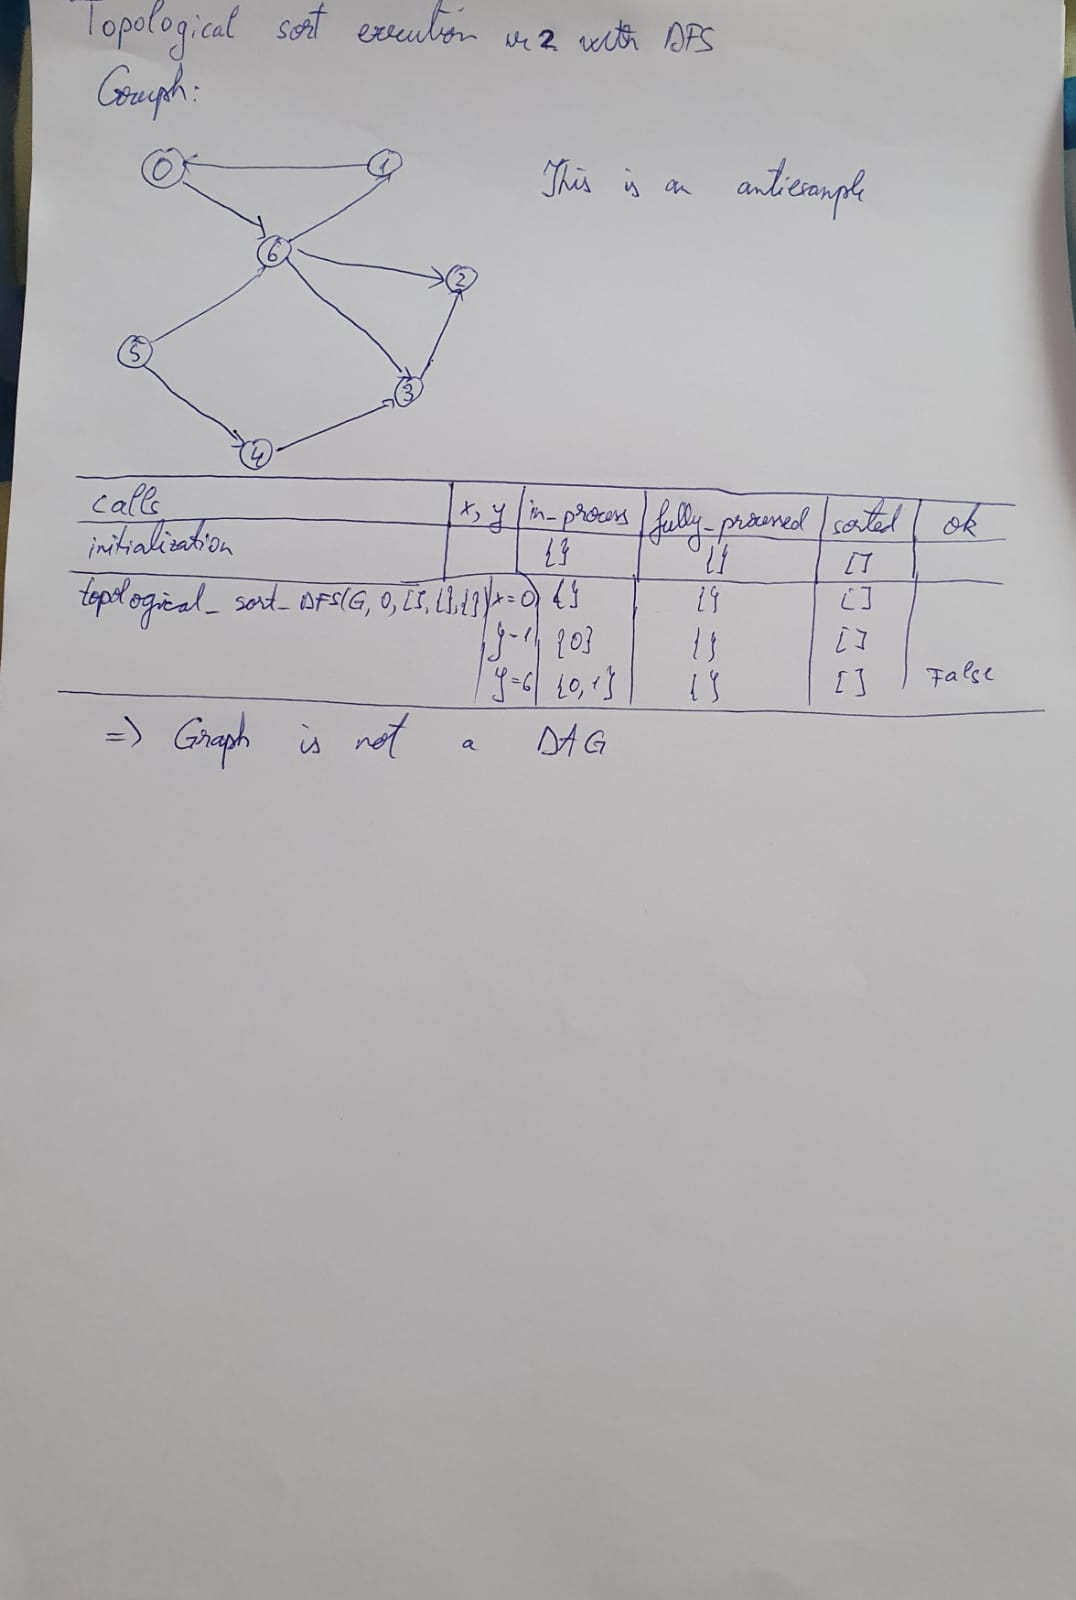 Topological sort execution nr 2 with DFS
Graph:
0
1
This is an antiexample
6
2
5
3
4
calls x, y in_process fully_processed sorted ok
initialization {} {} []
topological_sort_DFS(G, 0, [], {}, {}) x=0 {} {} []
y=1 {0} {} []
y=6 {0,1} {} [] False
=> Graph is not a DAG